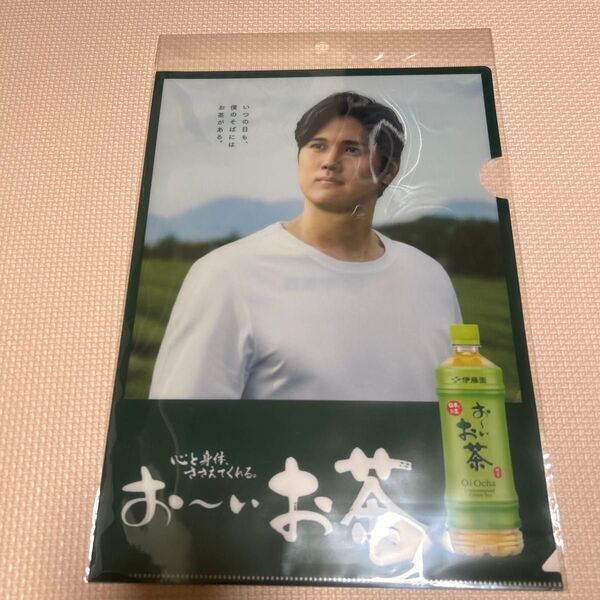 いつの日も、
僕のそばには
お茶がある。
心と身体、
ささえてくれる。
お〜いお茶
伊藤園
お〜い
お茶
Oi Ocha
Green Tea